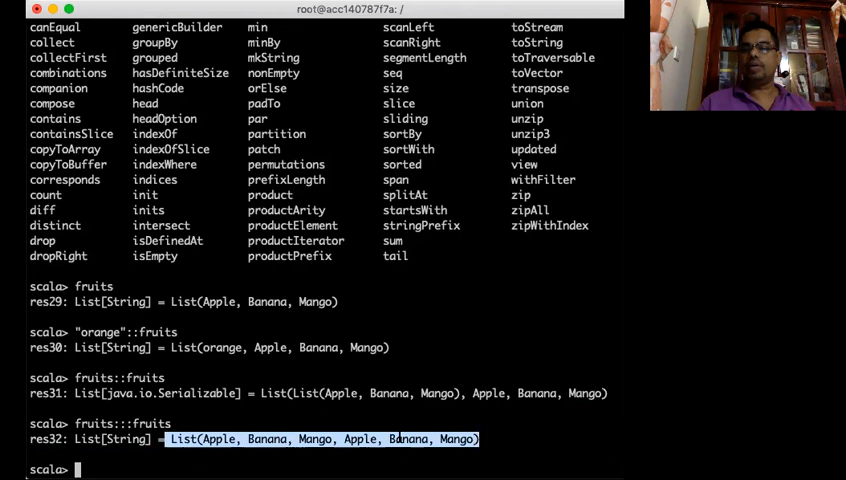 root@acc140787f7a: /
canEqual genericBuilder min scanLeft toStream
collect groupBy minBy scanRight toString
collectFirst grouped mkString segmentLength toTraversable
combinations hasDefiniteSize nonEmpty seq toVector
companion hashCode orElse size transpose
compose head padTo slice union
contains headOption par sliding unzip
containsSlice indexOf partition sortBy unzip3
copyToArray indexOfSlice patch sortWith updated
copyToBuffer indexWhere permutations sorted view
corresponds indices prefixLength span withFilter
count init product splitAt zip
diff inits productArity startsWith zipAll
distinct intersect productElement stringPrefix zipWithIndex
drop isDefinedAt productIterator sum
dropRight isEmpty productPrefix tail
scala> fruits
res29: List[String] = List(Apple, Banana, Mango)
scala> "orange"::fruits
res30: List[String] = List(orange, Apple, Banana, Mango)
scala> fruits::fruits
res31: List[java.io.Serializable] = List(List(Apple, Banana, Mango), Apple, Banana, Mango)
scala> fruits:::fruits
res32: List[String] = List(Apple, Banana, Mango, Apple, Banana, Mango)
scala>